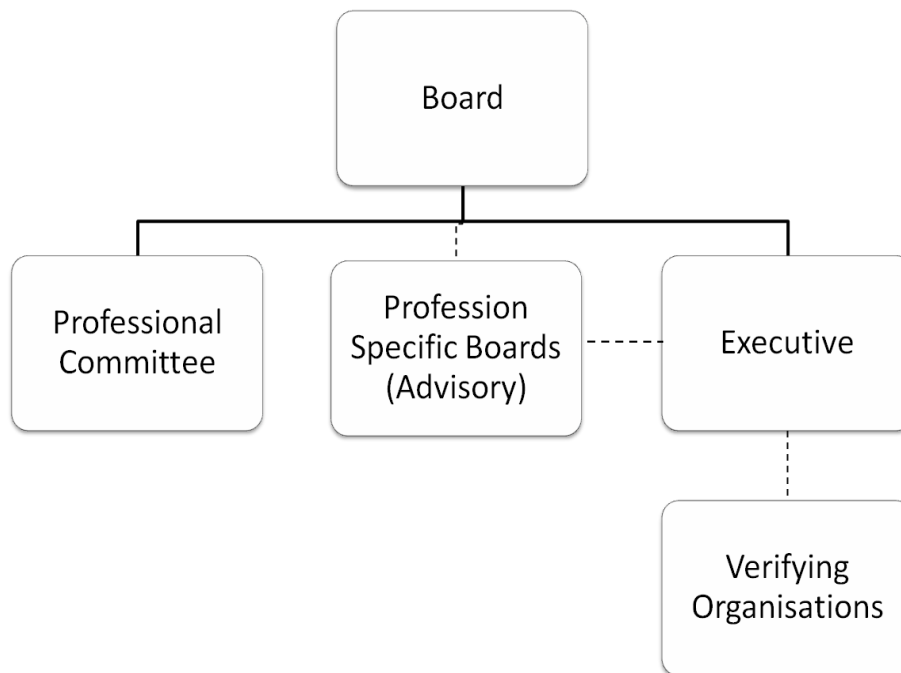 Board
Professional
Committee
Profession
Specific Boards
(Advisory)
Executive
Verifying
Organisations